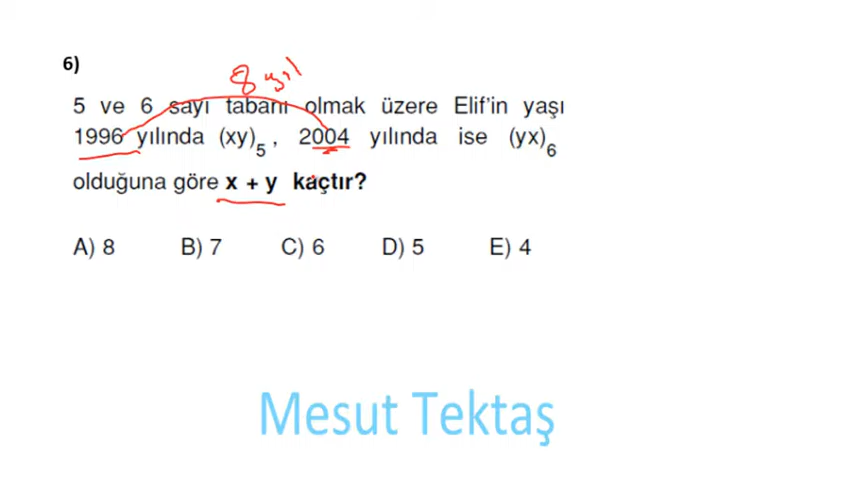 6)
8 yıl
5 ve 6 sayı tabanı olmak üzere Elif'in yaşı
1996 yılında (xy)5 , 2004 yılında ise (yx)6
olduğuna göre x + y kaçtır?
A) 8 B) 7 C) 6 D) 5 E) 4
Mesut Tektaş